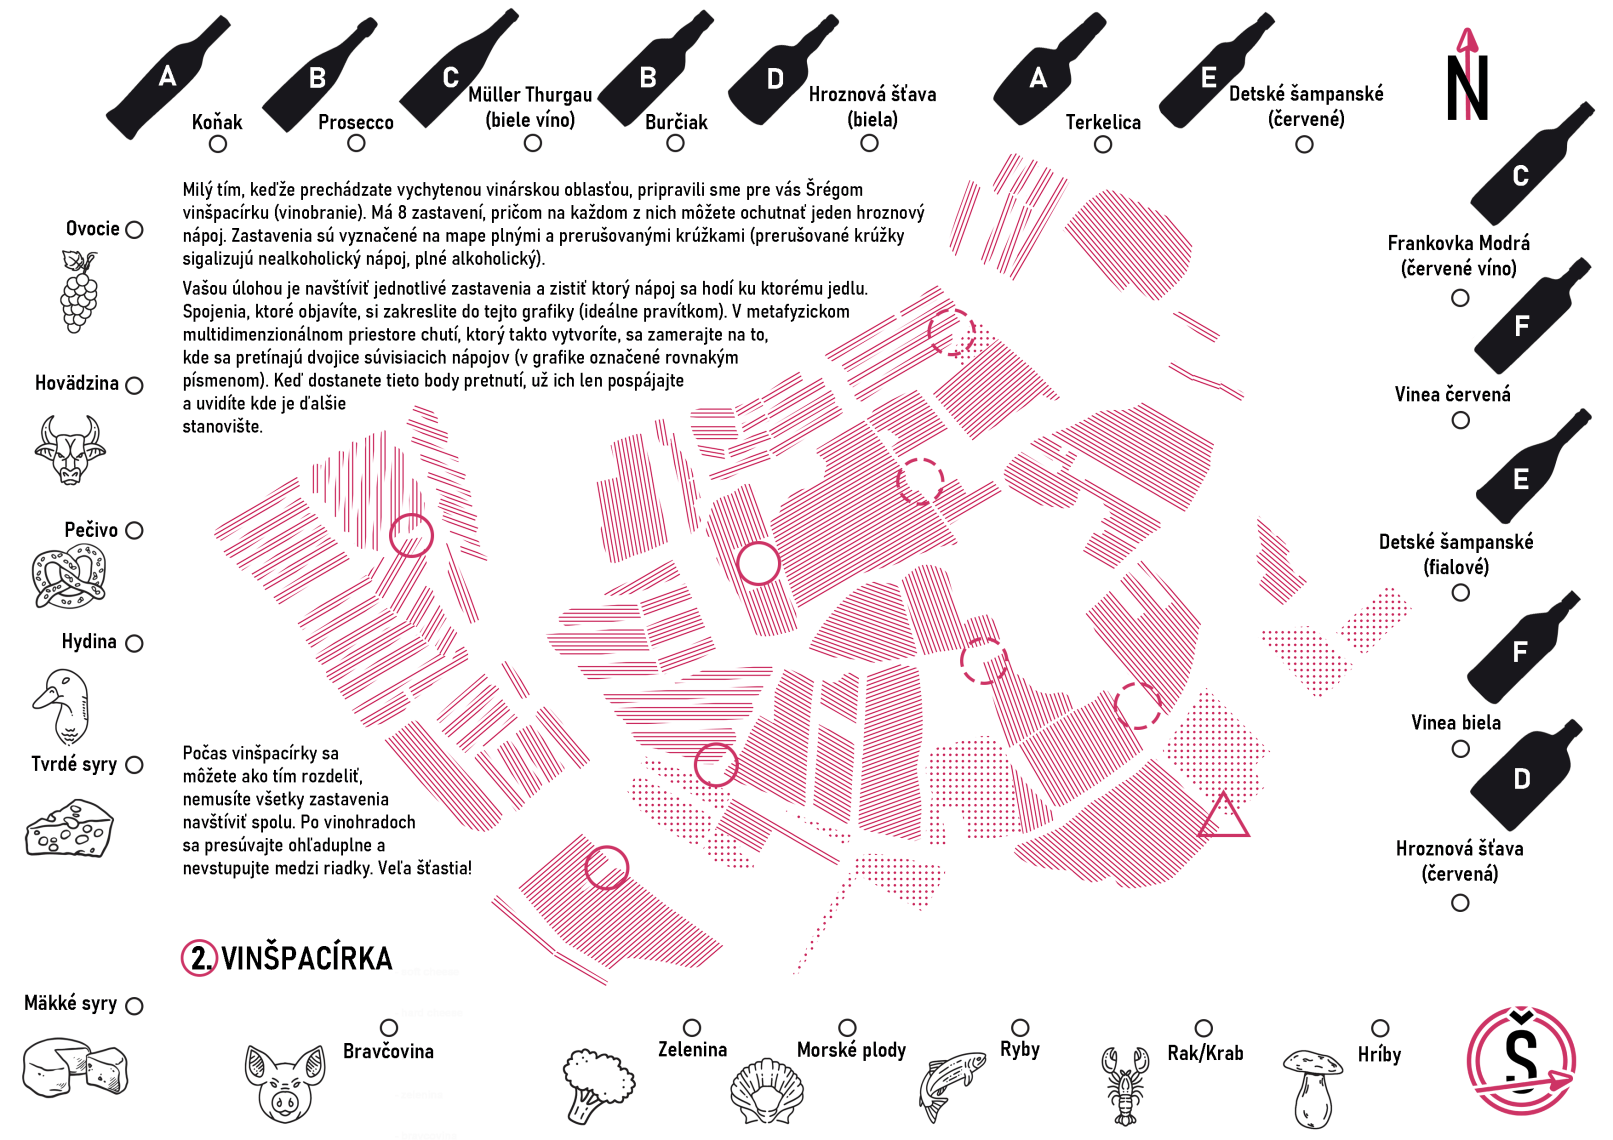 A
B
C
B
D
A
E
Koňak
Prosecco
Müller Thurgau
(biele víno)
Burčiak
Hroznová šťava
(biela)
Terkelica
Detské šampanské
(červené)
N
C
Frankovka Modrá
(červené víno)
F
Vinea červená
E
Detské šampanské
(fialové)
F
Vinea biela
D
Hroznová šťava
(červená)
Milý tím, keďže prechádzate vychytenou vinárskou oblasťou, pripravili sme pre vás Šrégom
vinšpacírku (vinobranie). Má 8 zastavení, pričom na každom z nich môžete ochutnať jeden hroznový
nápoj. Zastavenia sú vyznačené na mape plnými a prerušovanými krúžkami (prerušované krúžky
sigalizujú nealkoholický nápoj, plné alkoholický).
Vašou úlohou je navštíviť jednotlivé zastavenia a zistiť ktorý nápoj sa hodí ku ktorému jedlu.
Spojenia, ktoré objavíte, si zakreslite do tejto grafiky (ideálne pravítkom). V metafyzickom
multidimenzionálnom priestore chutí, ktorý takto vytvoríte, sa zamerajte na to,
kde sa pretínajú dvojice súvisiacich nápojov (v grafike označené rovnakým
písmenom). Keď dostanete tieto body pretnutí, už ich len pospájajte
a uvidíte kde je ďalšie
stanovište.
Ovocie
Hovädzina
Pečivo
Hydina
Tvrdé syry
Mäkké syry
Počas vinšpacírky sa
môžete ako tím rozdeliť,
nemusíte všetky zastavenia
navštíviť spolu. Po vinohradoch
sa presúvajte ohľaduplne a
nevstupujte medzi riadky. Veľa šťastia!
2. VINŠPACÍRKA
Bravčovina
Zelenina
Morské plody
Ryby
Rak/Krab
Hríby
Š